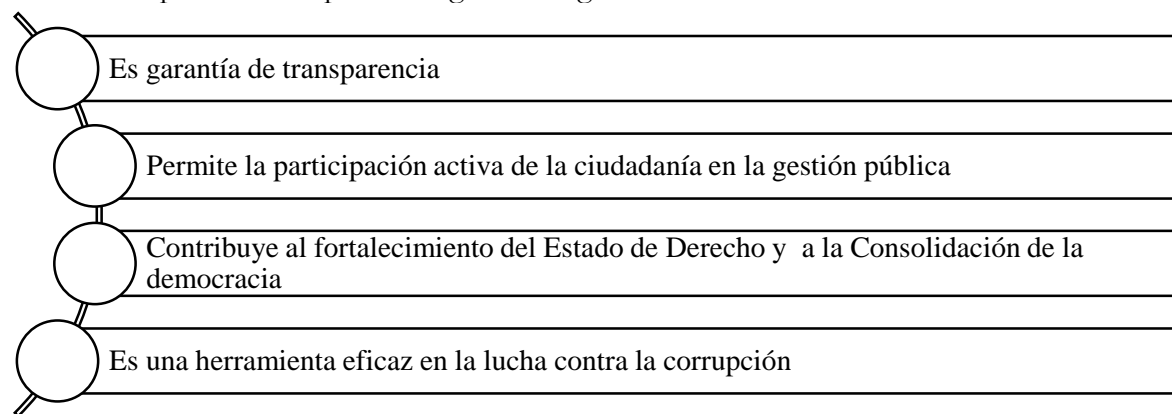 Es garantía de transparencia
Permite la participación activa de la ciudadanía en la gestión pública
Contribuye al fortalecimiento del Estado de Derecho y  a la Consolidación de la
democracia
Es una herramienta eficaz en la lucha contra la corrupción